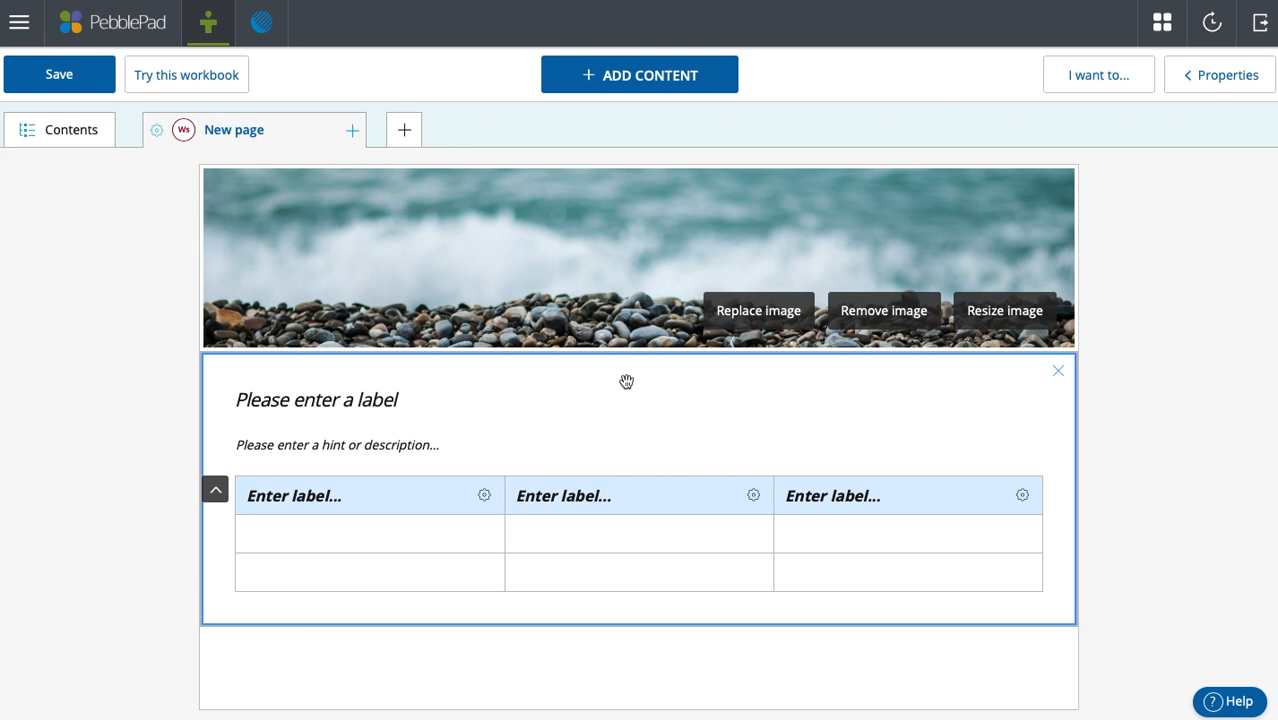 PebblePad
Save
Try this workbook
+ ADD CONTENT
I want to...
< Properties
Contents
Ws New page +
+
Replace image
Remove image
Resize image
Please enter a label
Please enter a hint or description...
Enter label... Enter label... Enter label...
? Help